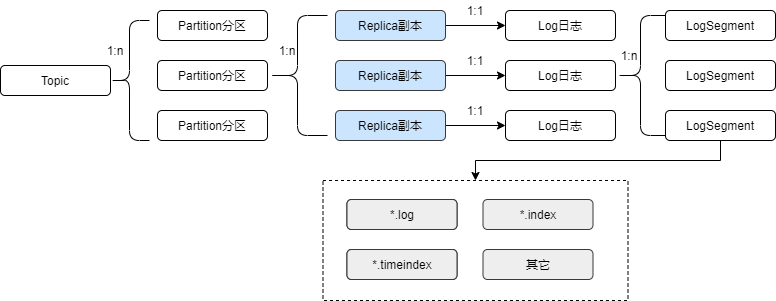 Topic
1:n
Partition分区
Partition分区
Partition分区
1:n
Replica副本
Replica副本
Replica副本
1:1
1:1
1:1
Log日志
Log日志
Log日志
1:n
LogSegment
LogSegment
LogSegment
*.log
*.index
*.timeindex
其它